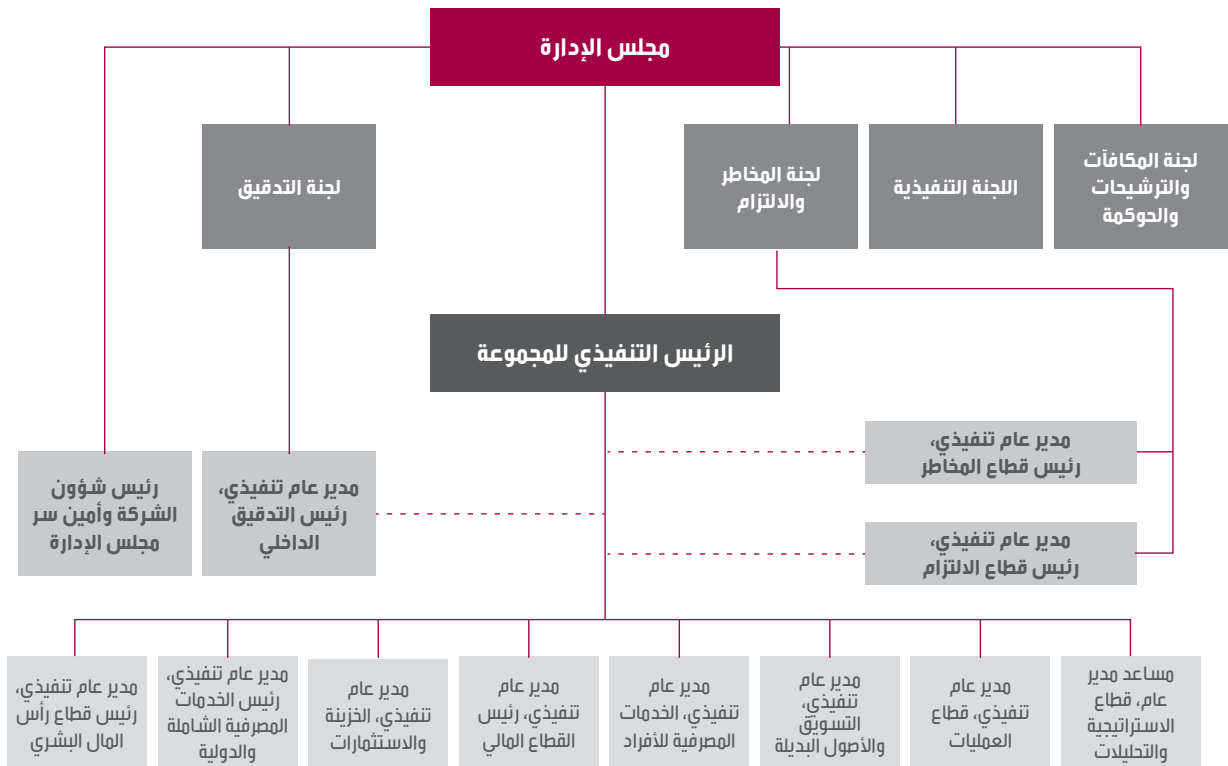 مجلس الإدارة
لجنة المكافآت
والترشيحات
والحوكمة
اللجنة التنفيذية
لجنة المخاطر
والالتزام
لجنة التدقيق
الرئيس التنفيذي للمجموعة
مدير عام تنفيذي،
رئيس قطاع المخاطر
مدير عام تنفيذي،
رئيس قطاع الالتزام
مدير عام تنفيذي،
رئيس التدقيق
الداخلي
رئيس شؤون
الشركة وأمين سر
مجلس الإدارة
مساعد مدير
عام، قطاع
الاستراتيجية
والتحليلات
مدير عام
تنفيذي، قطاع
العمليات
مدير عام
تنفيذي،
التسويق
والأصول البديلة
مدير عام
تنفيذي، الخدمات
المصرفية للأفراد
مدير عام
تنفيذي، رئيس
القطاع المالي
مدير عام
تنفيذي، الخزينة
والاستثمارات
مدير عام تنفيذي،
رئيس الخدمات
المصرفية الشاملة
والدولية
مدير عام تنفيذي،
رئيس قطاع رأس
المال البشري